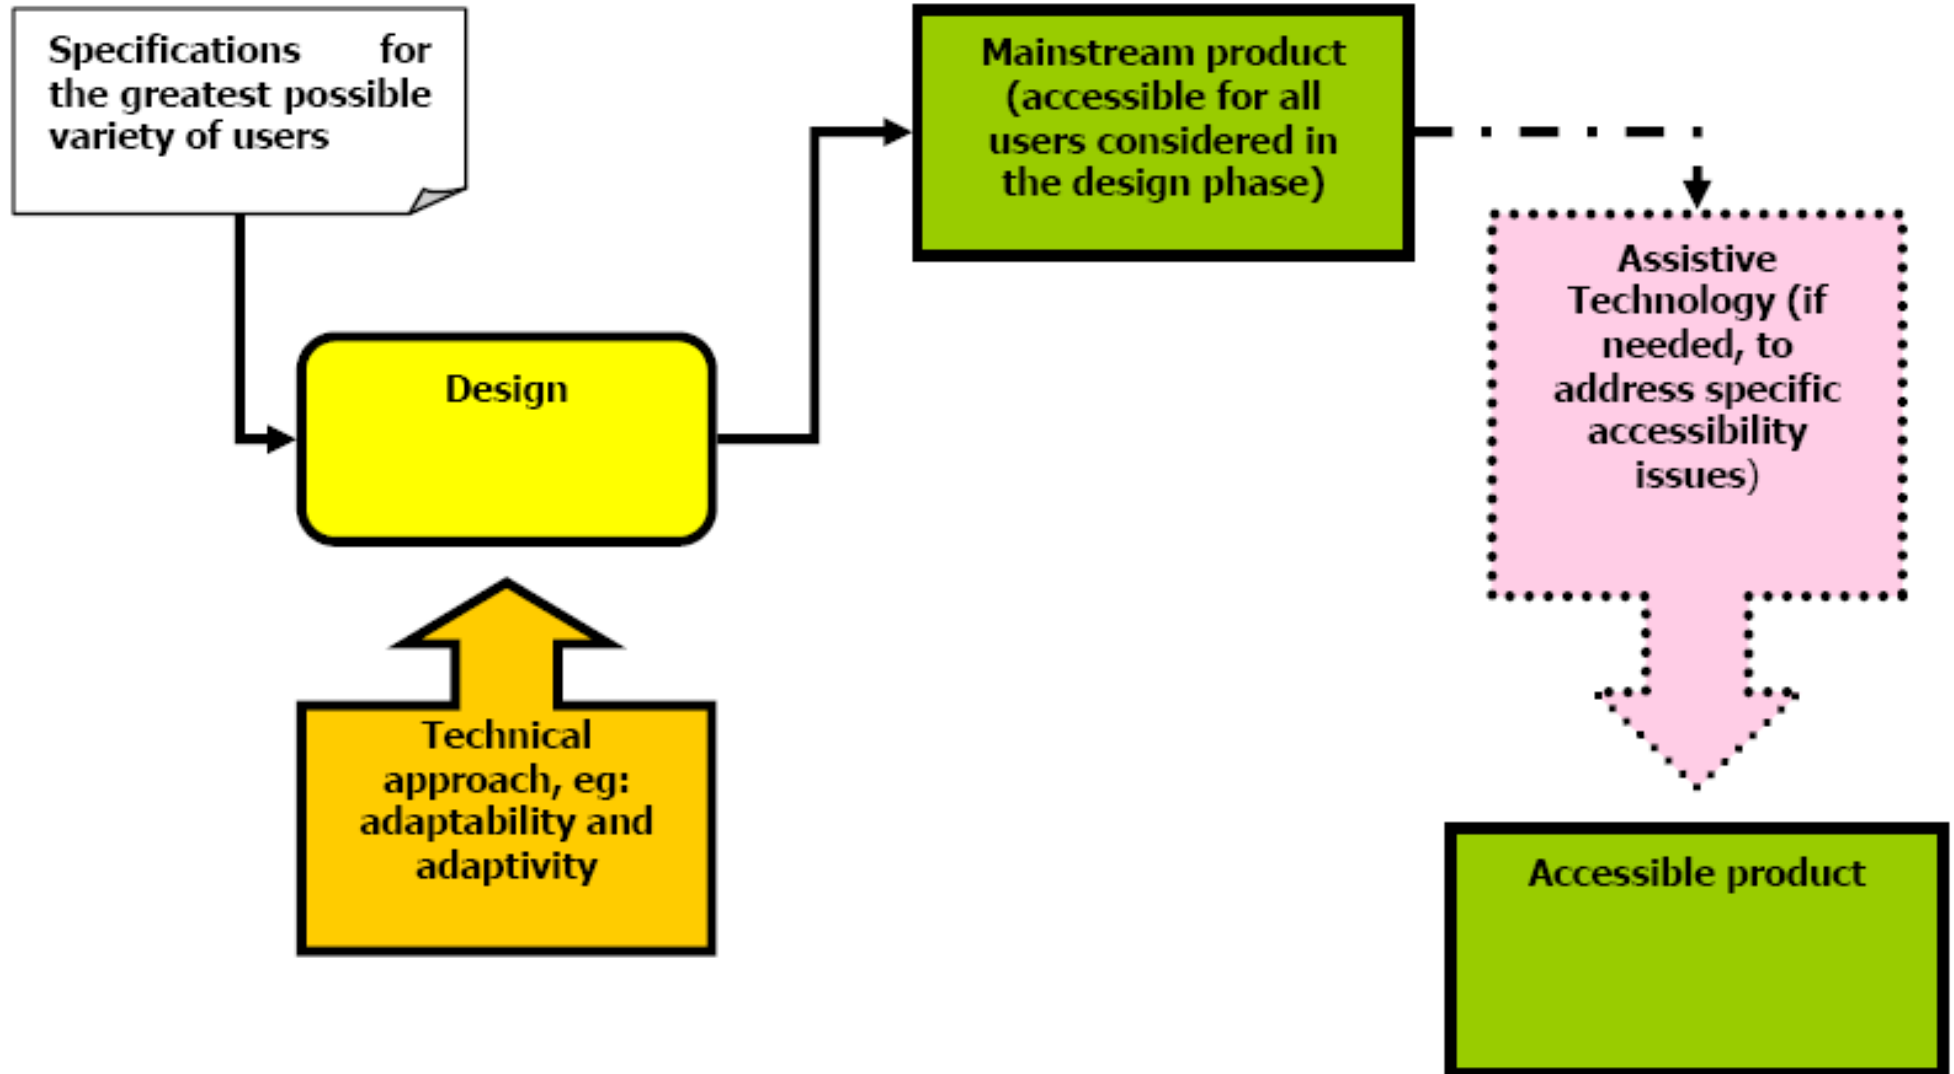 Specifications for
the greatest possible
variety of users
Mainstream product
(accessible for all
users considered in
the design phase)
Assistive
Technology (if
needed, to
address specific
accessibility
issues)
Design
Technical
approach, eg:
adaptability and
adaptivity
Accessible product